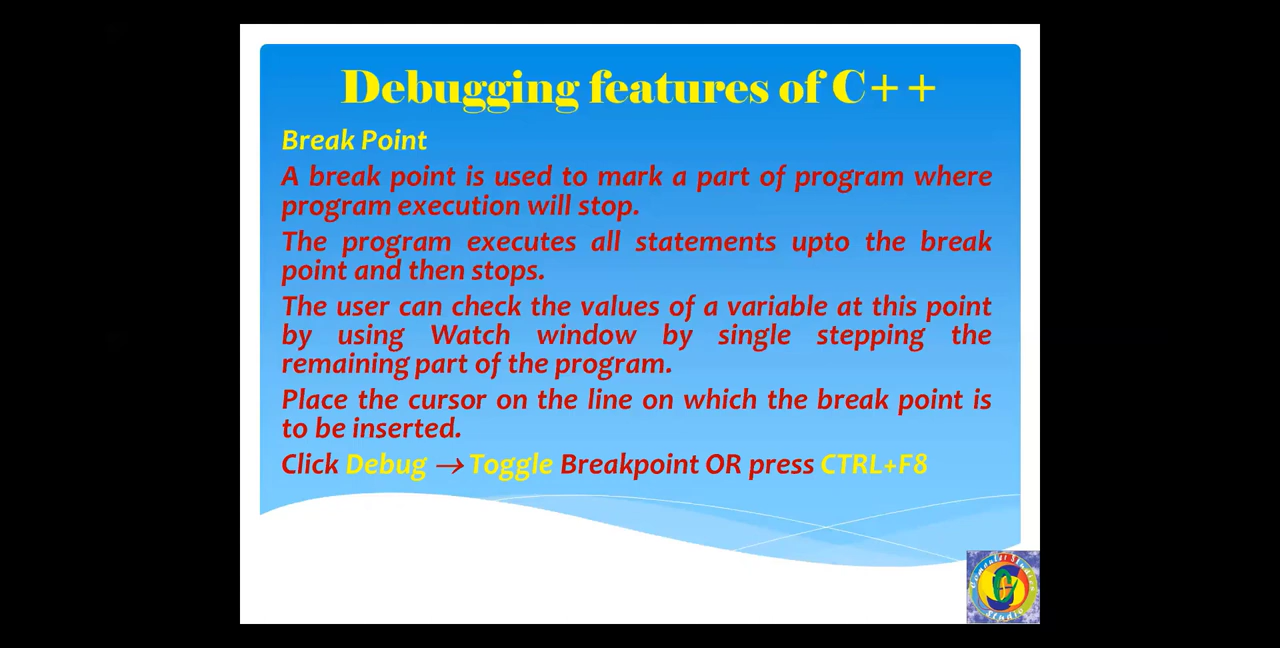 Debugging features of C++
Break Point
A break point is used to mark a part of program where
program execution will stop.
The program executes all statements upto the break
point and then stops.
The user can check the values of a variable at this point
by using Watch window by single stepping the
remaining part of the program.
Place the cursor on the line on which the break point is
to be inserted.
Click Debug → Toggle Breakpoint OR press CTRL+F8
Studio